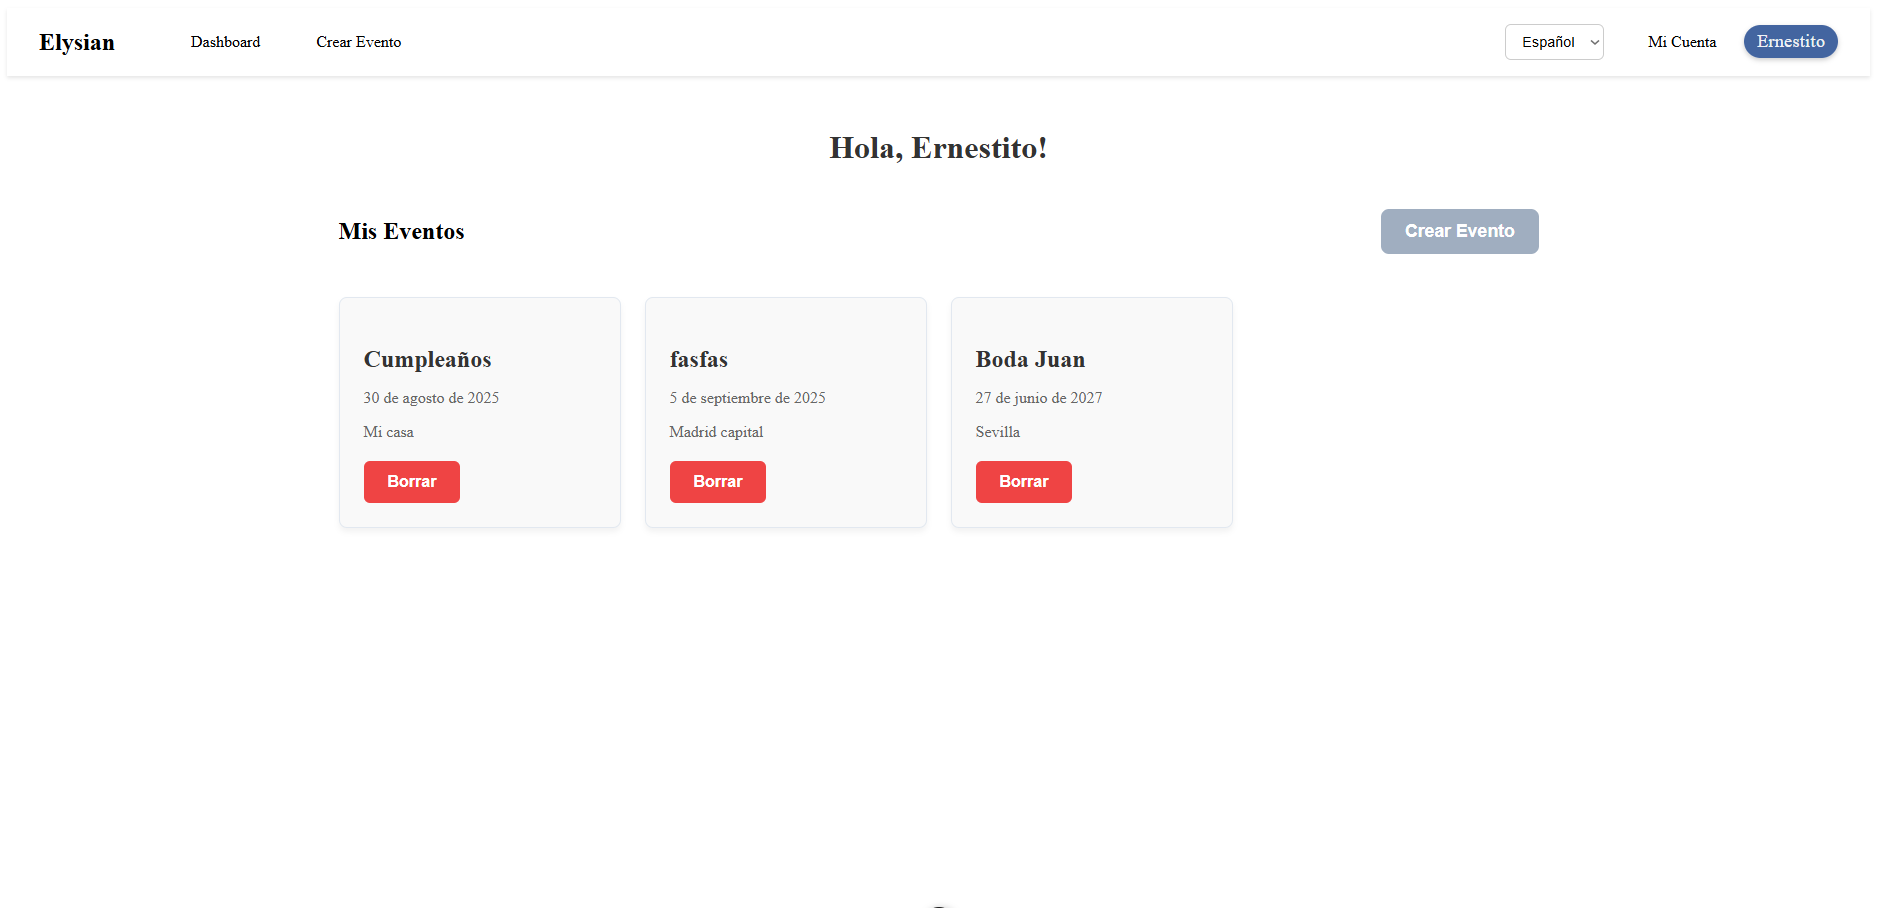 Elysian
Dashboard
Crear Evento
Español
Mi Cuenta
Ernestito
Hola, Ernestito!
Mis Eventos
Crear Evento
Cumpleaños
30 de agosto de 2025
Mi casa
Borrar
fasfas
5 de septiembre de 2025
Madrid capital
Borrar
Boda Juan
27 de junio de 2027
Sevilla
Borrar